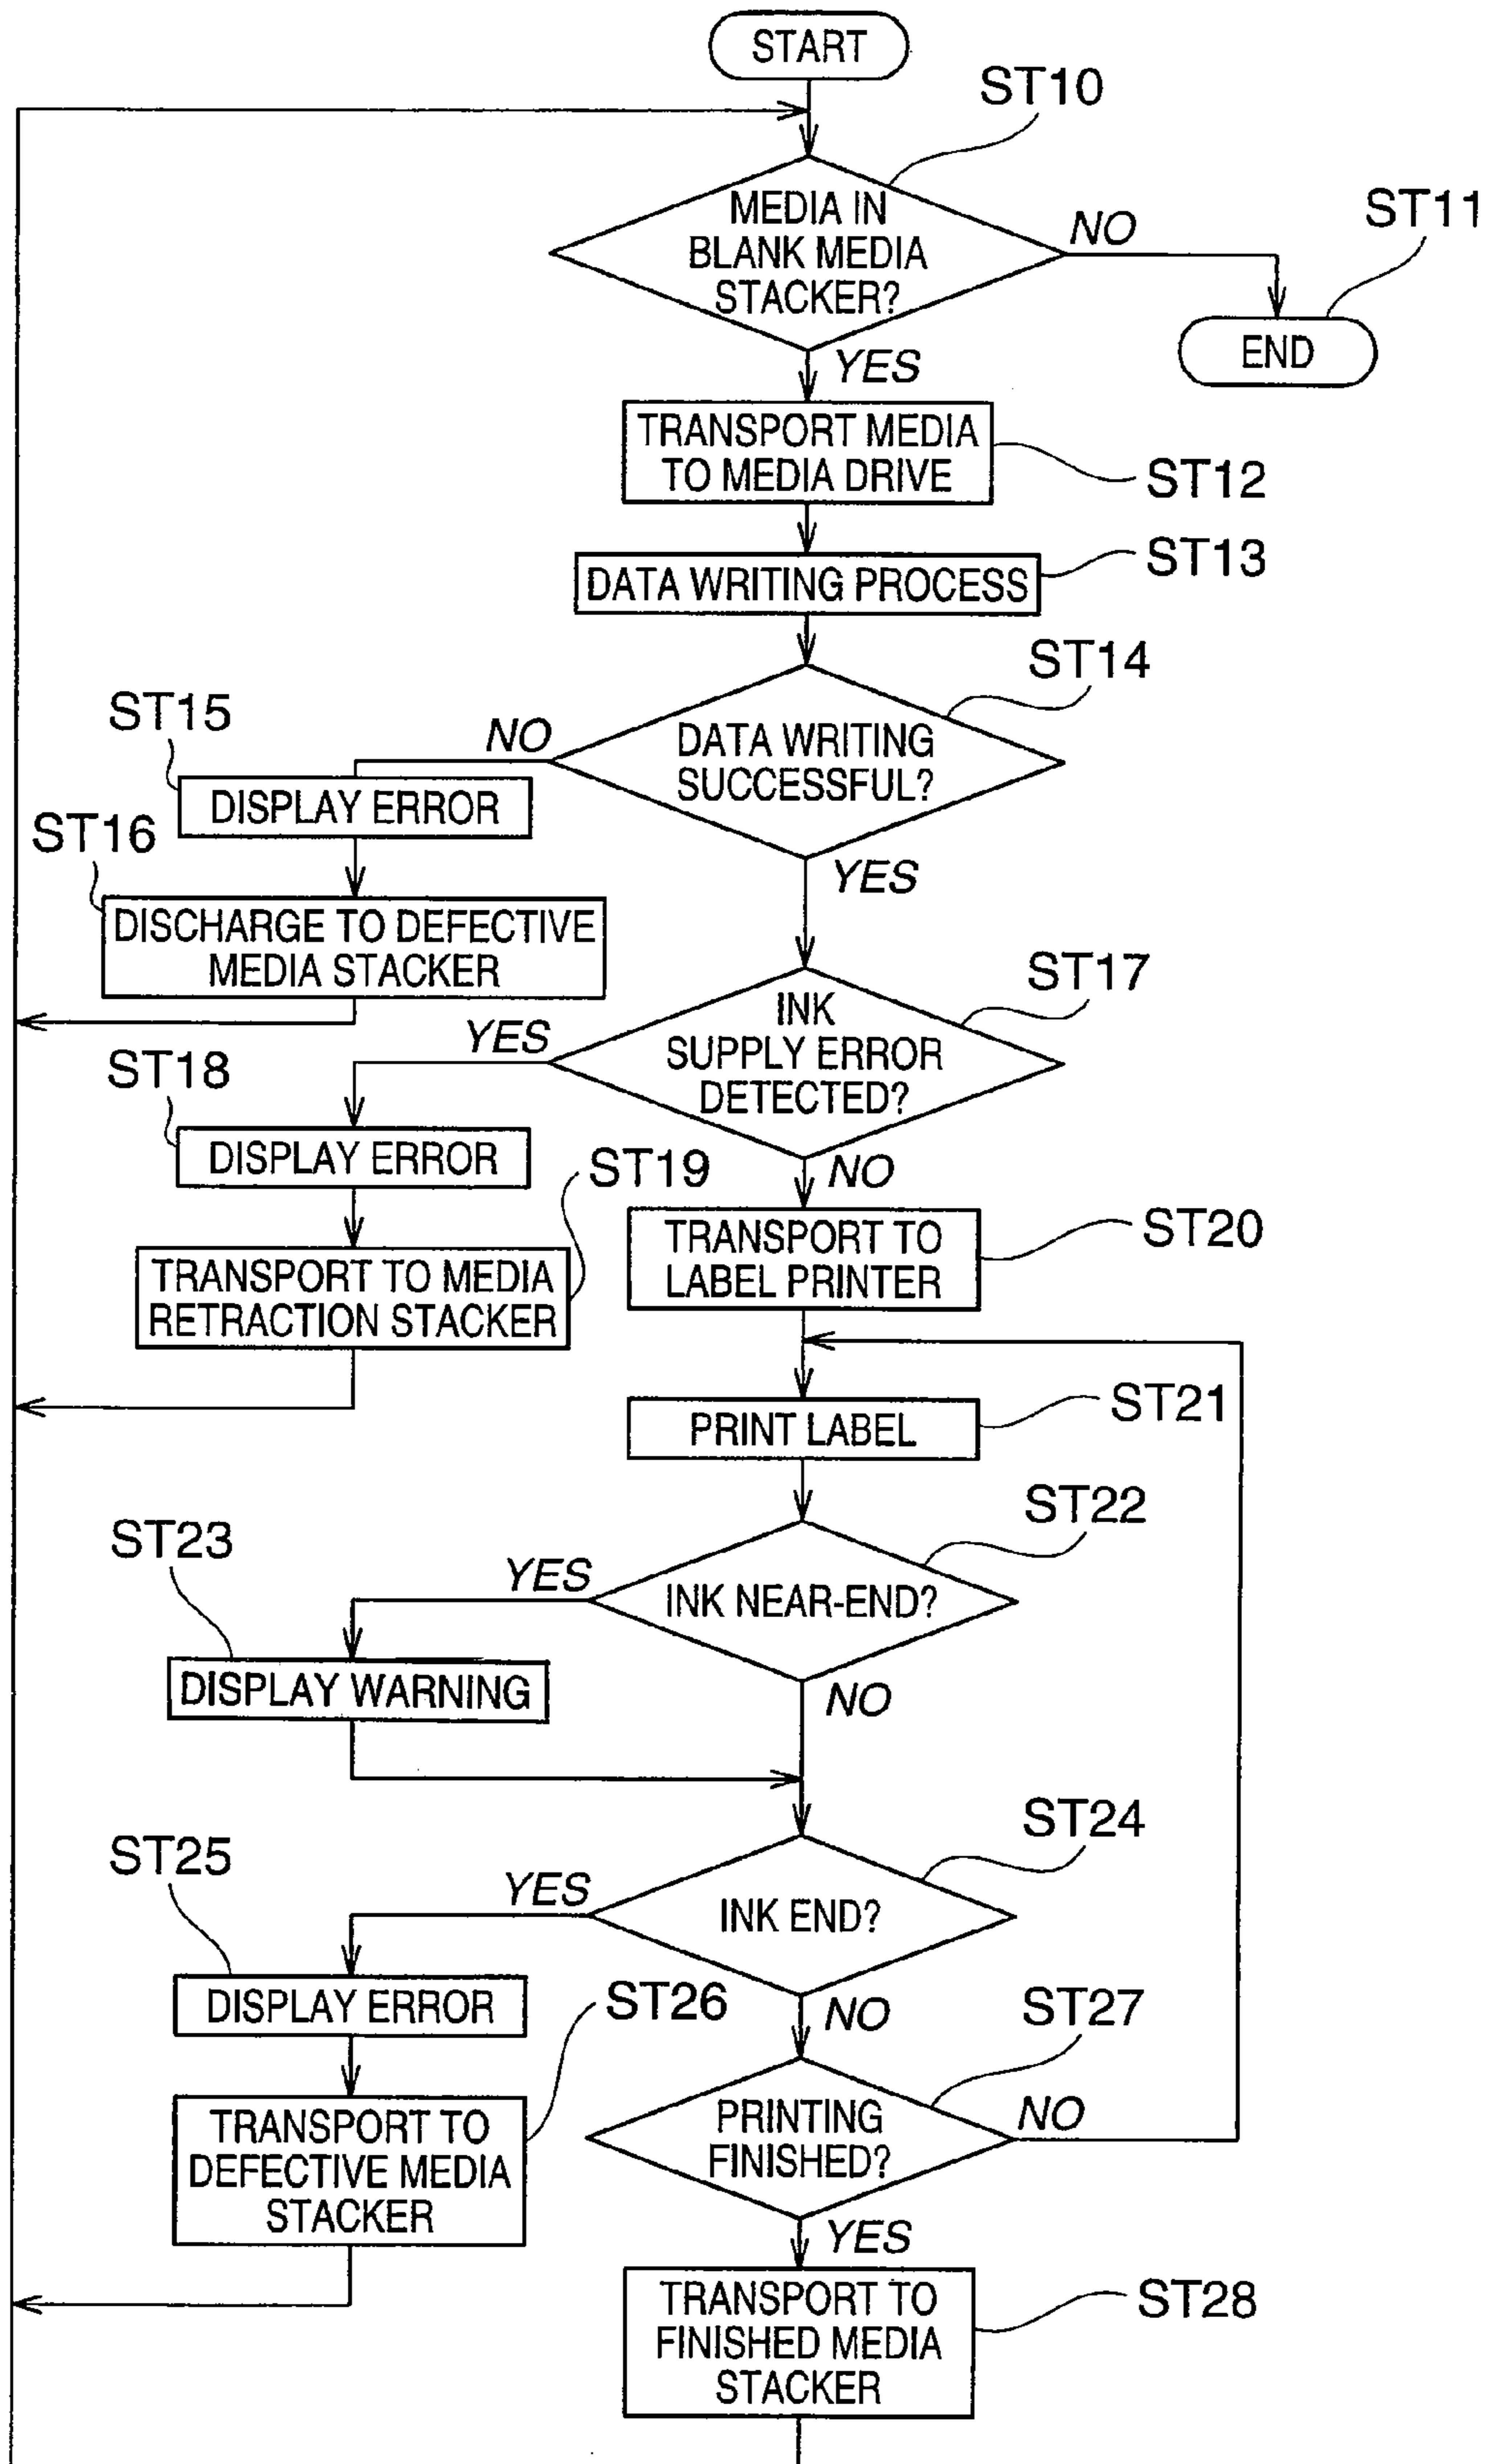 START
ST10
MEDIA IN
BLANK MEDIA
STACKER?
NO
ST11
END
YES
TRANSPORT MEDIA
TO MEDIA DRIVE
ST12
DATA WRITING PROCESS
ST13
ST14
DATA WRITING
SUCCESSFUL?
NO
ST15
DISPLAY ERROR
ST16
DISCHARGE TO DEFECTIVE
MEDIA STACKER
YES
ST17
INK
SUPPLY ERROR
DETECTED?
YES
ST18
DISPLAY ERROR
ST19
TRANSPORT TO MEDIA
RETRACTION STACKER
NO
TRANSPORT TO
LABEL PRINTER
ST20
PRINT LABEL
ST21
ST22
INK NEAR-END?
YES
ST23
DISPLAY WARNING
NO
ST24
INK END?
YES
ST25
DISPLAY ERROR
ST26
TRANSPORT TO
DEFECTIVE MEDIA
STACKER
NO
ST27
PRINTING
FINISHED?
NO
YES
TRANSPORT TO
FINISHED MEDIA
STACKER
ST28